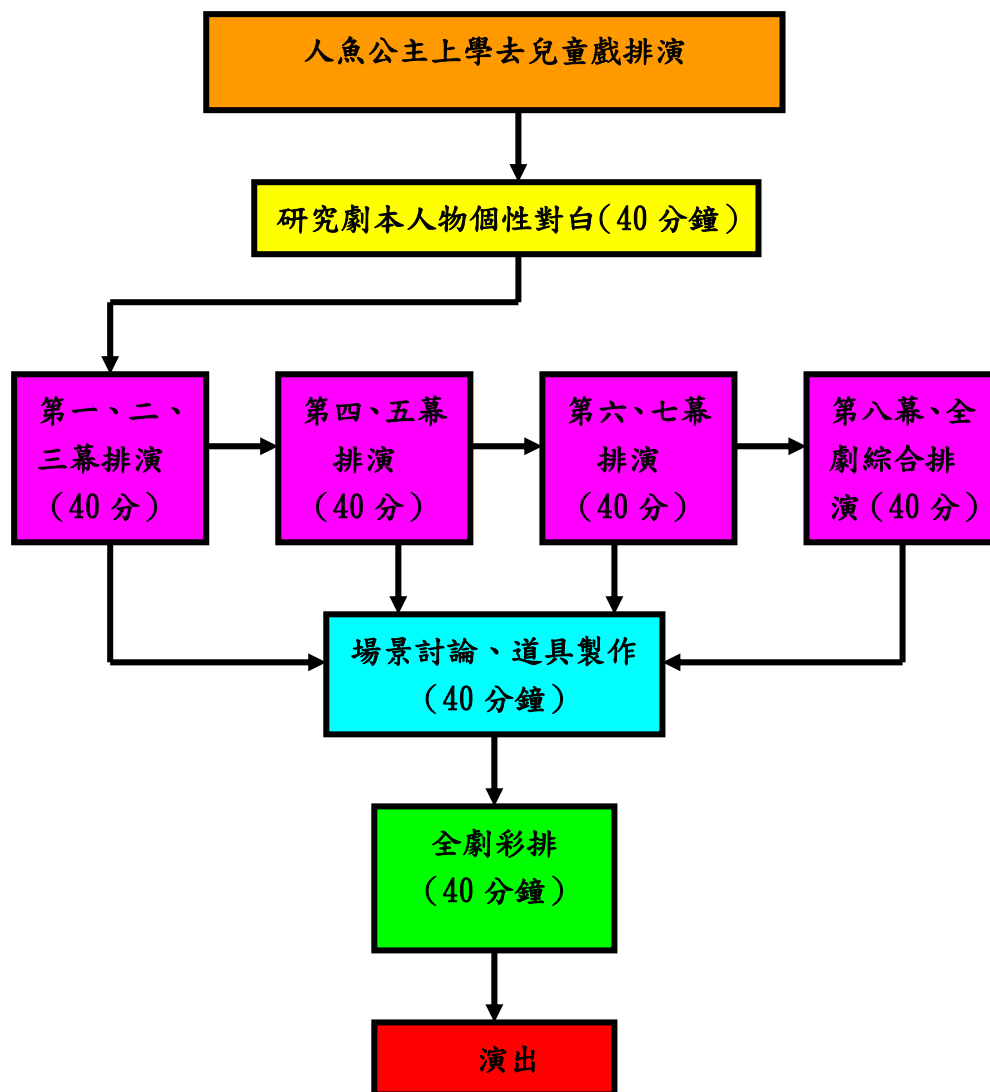 人魚公主上學去兒童戲排演
研究劇本人物個性對白（40 分鐘）
第一、二、
三幕排演
（40 分）
第四、五幕
排演
（40 分）
第六、七幕
排演
（40 分）
第八幕、全
劇綜合排
演（40 分）
場景討論、道具製作
（40 分鐘）
全劇彩排
（40 分鐘）
演出